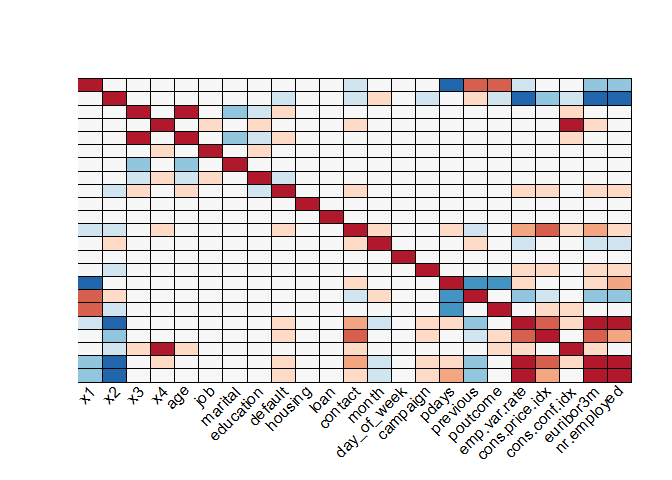 x1
x2
x3
x4
age
job
marital
education
default
housing
loan
contact
month
day_of_week
campaign
pdays
previous
poutcome
emp.var.rate
cons.price.idx
cons.conf.idx
euribor3m
nr.employed